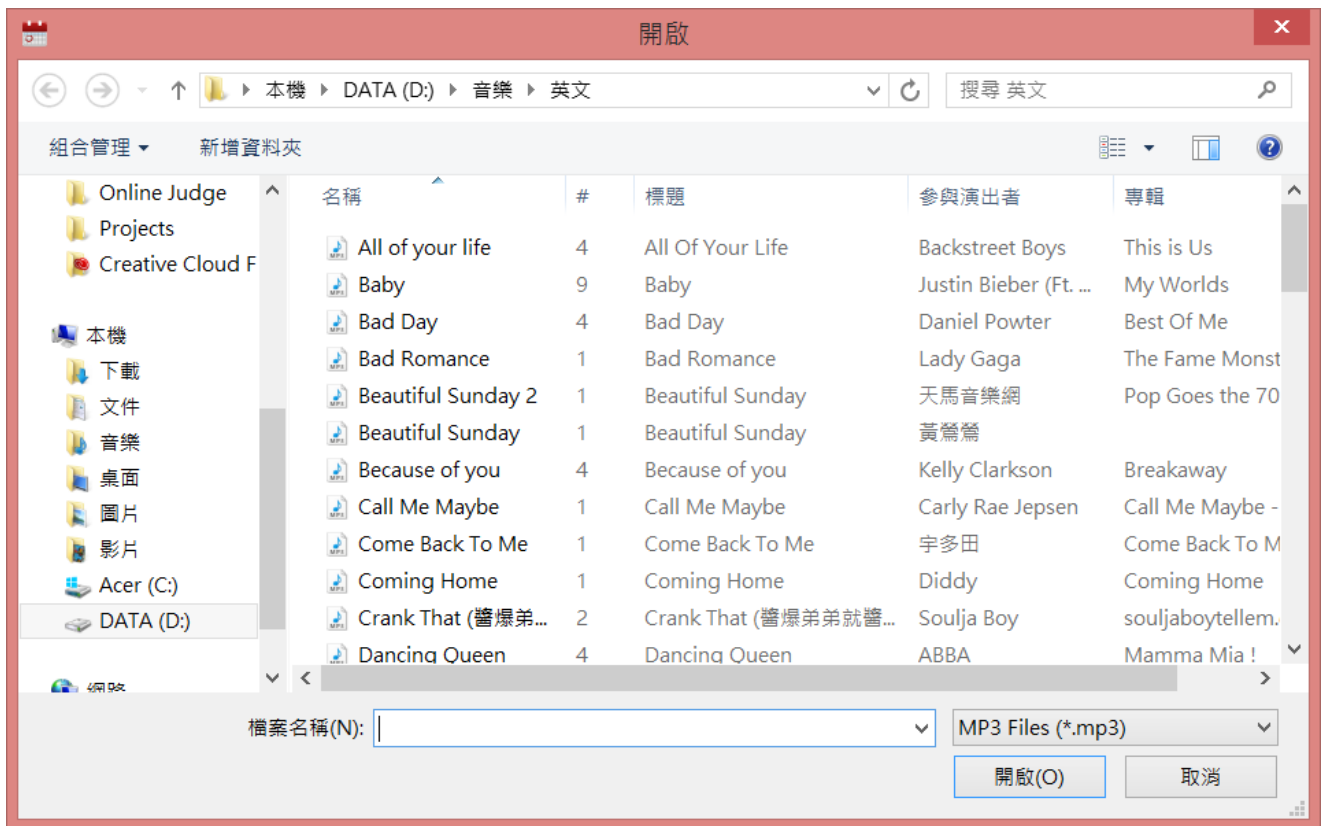 開啟
本機 DATA (D:) 音樂 英文 搜尋 英文
組合管理 新增資料夾
Online Judge
Projects
Creative Cloud F
本機
下載
文件
音樂
桌面
圖片
影片
Acer (C:)
DATA (D:)
網路
名稱 # 標題 參與演出者 專輯
All of your life 4 All Of Your Life Backstreet Boys This is Us
Baby 9 Baby Justin Bieber (Ft. ... My Worlds
Bad Day 4 Bad Day Daniel Powter Best Of Me
Bad Romance 1 Bad Romance Lady Gaga The Fame Monst
Beautiful Sunday 2 1 Beautiful Sunday 天馬音樂網 Pop Goes the 70
Beautiful Sunday 1 Beautiful Sunday 黃鶯鶯
Because of you 4 Because of you Kelly Clarkson Breakaway
Call Me Maybe 1 Call Me Maybe Carly Rae Jepsen Call Me Maybe -
Come Back To Me 1 Come Back To Me 宇多田 Come Back To M
Coming Home 1 Coming Home Diddy Coming Home
Crank That (醬爆弟... 2 Crank That (醬爆弟弟就醬... Soulja Boy souljaboytellem.
Dancing Queen 4 Dancing Queen ABBA Mamma Mia !
檔案名稱(N): MP3 Files (*.mp3)
開啟(O) 取消